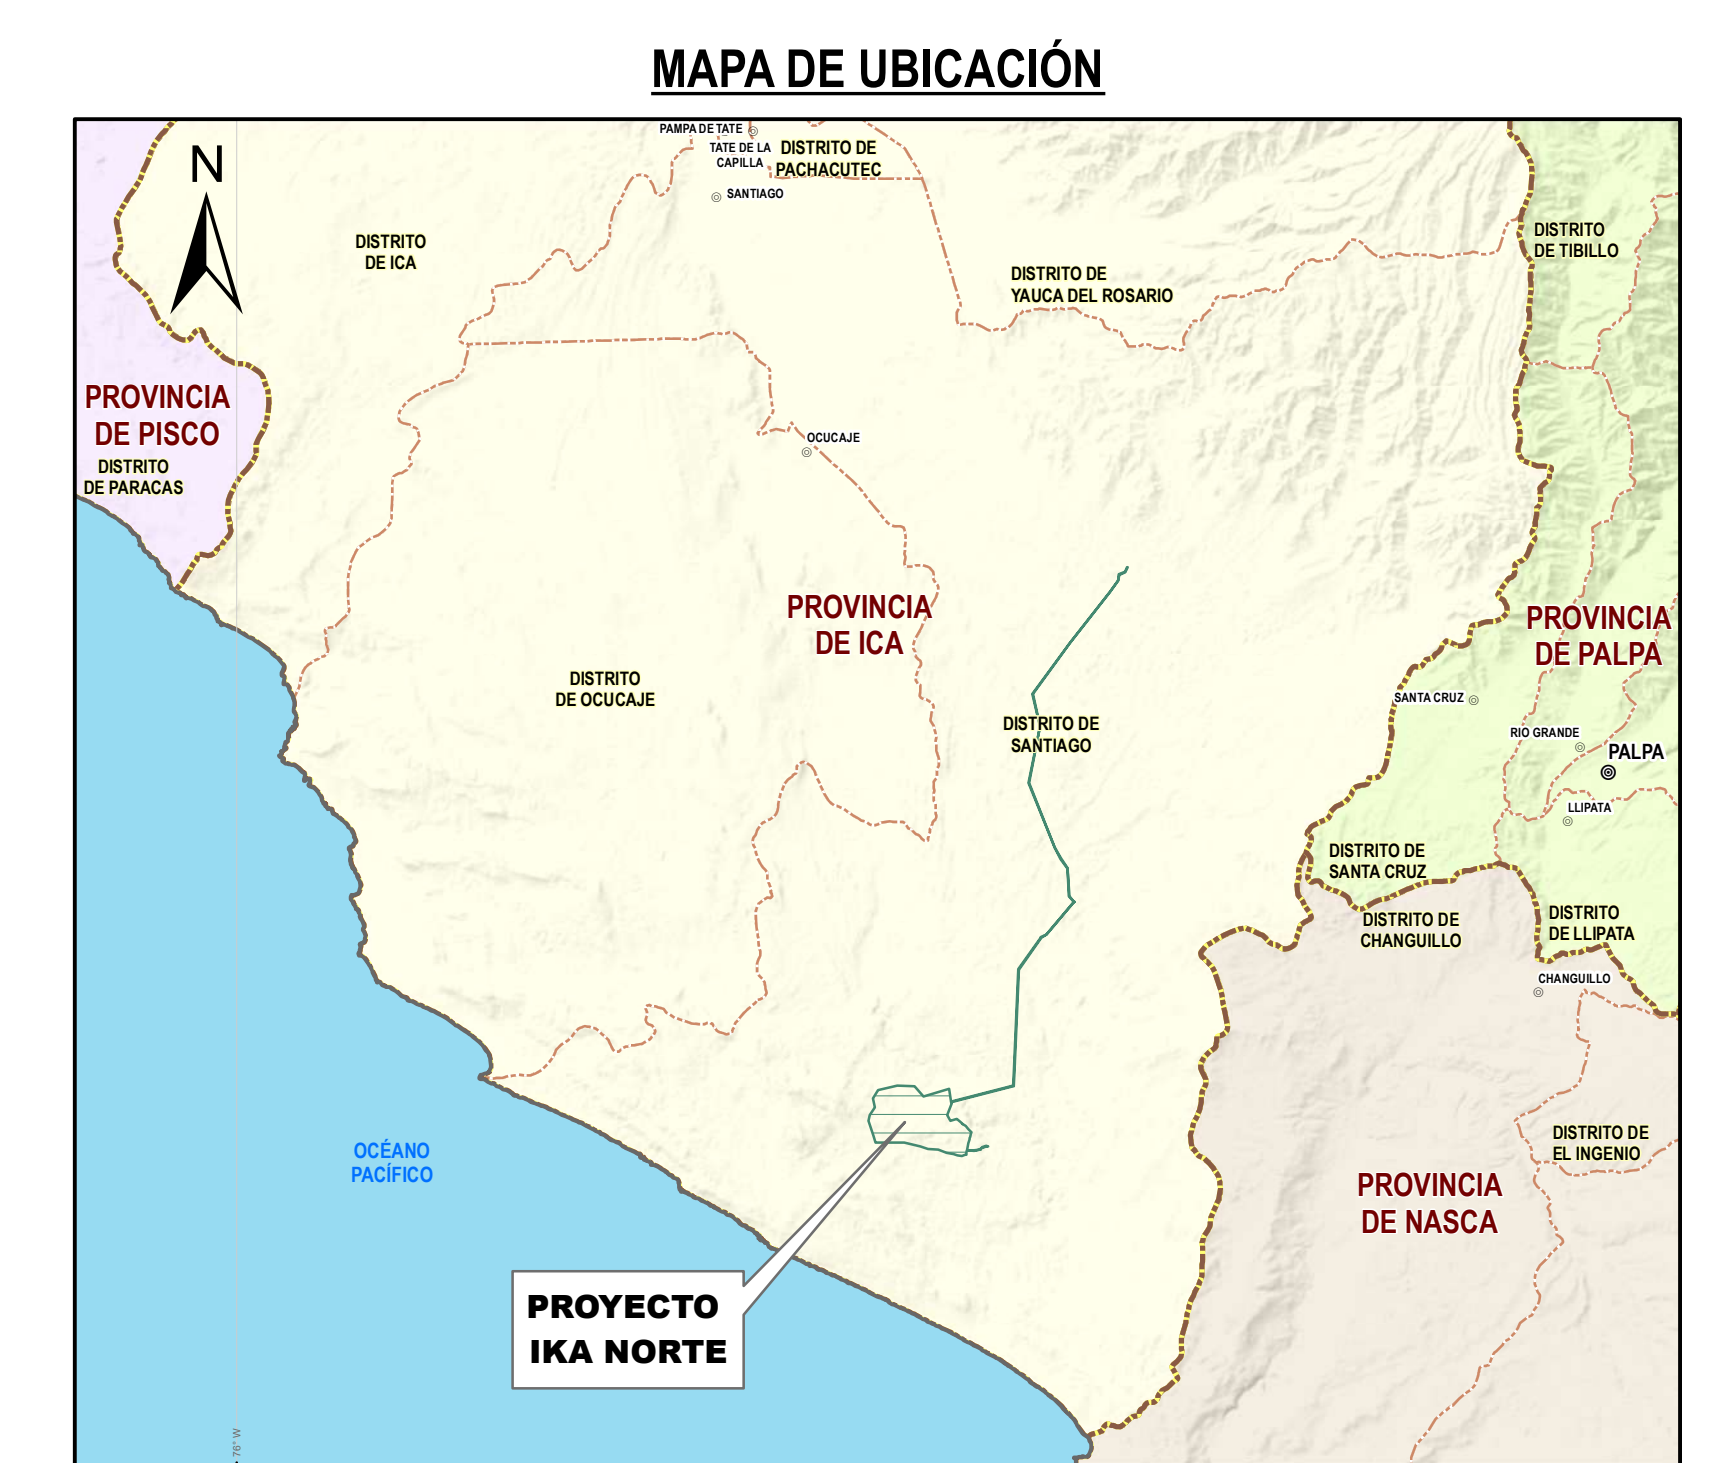 MAPA DE UBICACIÓN
PAMPA DE TATE
TATE DE LA
CAPILLA
DISTRITO DE
PACHACUTEC
SANTIAGO
N
DISTRITO
DE ICA
DISTRITO DE
YAUCA DEL ROSARIO
DISTRITO
DE TIBILLO
PROVINCIA
DE PISCO
DISTRITO
DE PARACAS
OCUCAJE
PROVINCIA
DE ICA
PROVINCIA
DE PALPA
DISTRITO
DE OCUCAJE
DISTRITO DE
SANTIAGO
SANTA CRUZ
RIO GRANDE
PALPA
LLIPATA
DISTRITO DE
SANTA CRUZ
DISTRITO DE
CHANGUILLO
DISTRITO
DE LLIPATA
CHANGUILLO
OCÉANO
PACÍFICO
DISTRITO DE
EL INGENIO
PROVINCIA
DE NASCA
PROYECTO
IKA NORTE
76° W